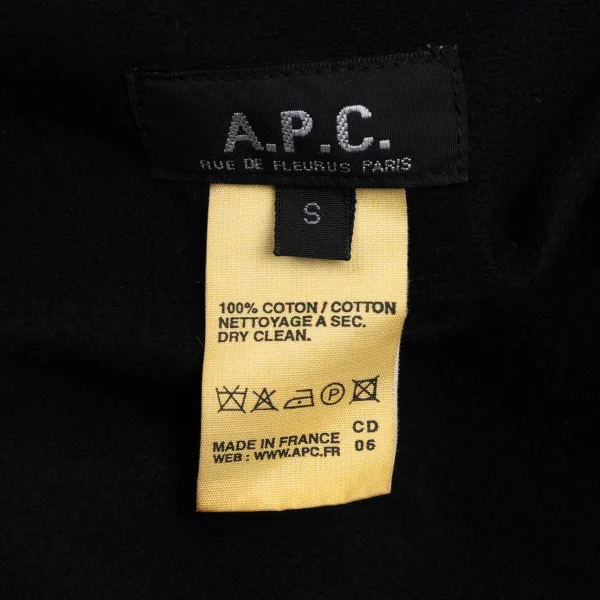 A.P.C.
RUE DE FLEURUS PARIS
S
100% COTON / COTTON
NETTOYAGE A SEC.
DRY CLEAN.
P
CD
MADE IN FRANCE 06
WEB : WWW.APC.FR